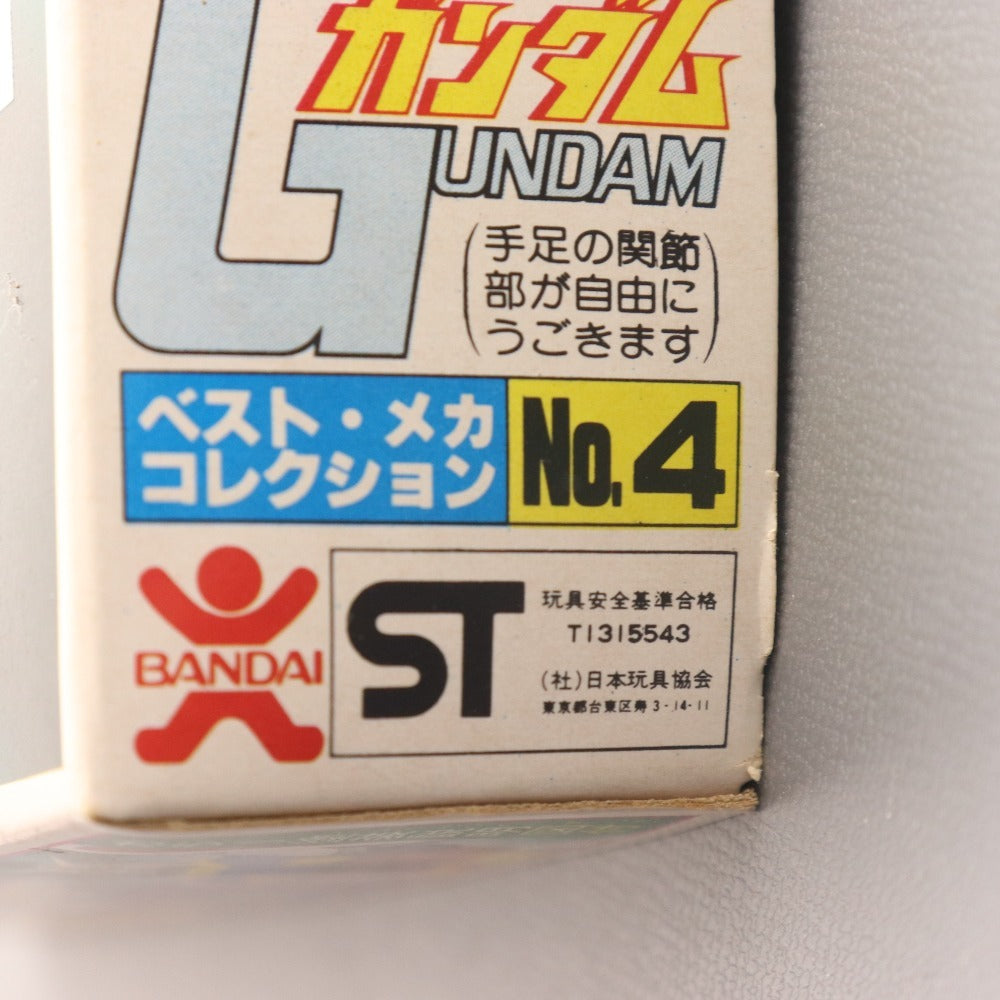 ガンダム
GUNDAM
(手足の関節
部が自由に
うごきます)
ベスト・メカ
コレクション
No.4
BANDAI
ST
玩具安全基準合格
T1315543
(社)日本玩具協会
東京都台東区寿3-14-11